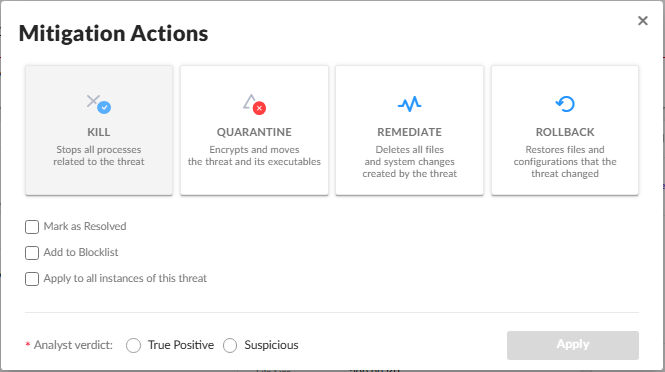 Mitigation Actions
KILL
Stops all processes
related to the threat
QUARANTINE
Encrypts and moves
the threat and its executables
REMEDIATE
Deletes all files
and system changes
created by the threat
ROLLBACK
Restores files and
configurations that the
threat changed
Mark as Resolved
Add to Blocklist
Apply to all instances of this threat
* Analyst verdict: True Positive Suspicious Apply